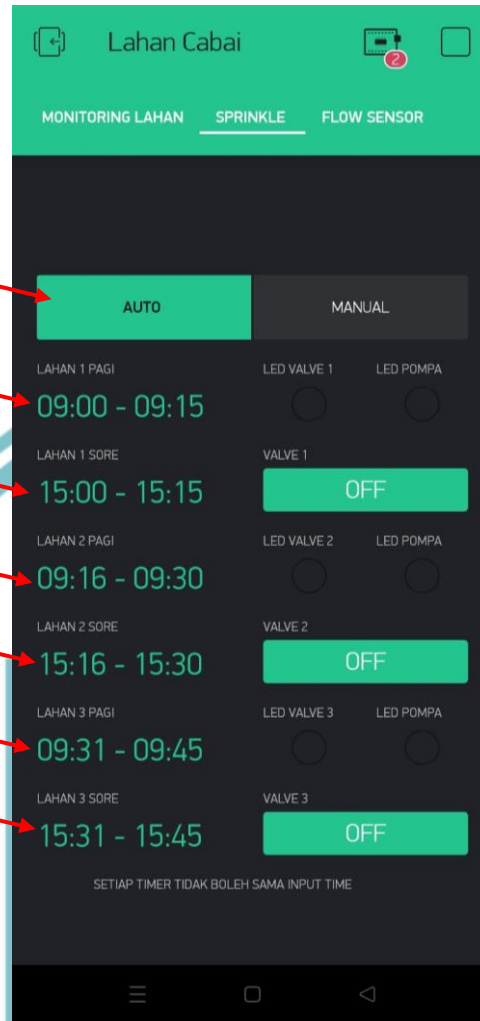 Lahan Cabai
2
MONITORING LAHAN SPRINKLE FLOW SENSOR
AUTO MANUAL
LAHAN 1 PAGI LED VALVE 1 LED POMPA
09:00 - 09:15
LAHAN 1 SORE VALVE 1
15:00 - 15:15 OFF
LAHAN 2 PAGI LED VALVE 2 LED POMPA
09:16 - 09:30
LAHAN 2 SORE VALVE 2
15:16 - 15:30 OFF
LAHAN 3 PAGI LED VALVE 3 LED POMPA
09:31 - 09:45
LAHAN 3 SORE VALVE 3
15:31 - 15:45 OFF
SETIAP TIMER TIDAK BOLEH SAMA INPUT TIME